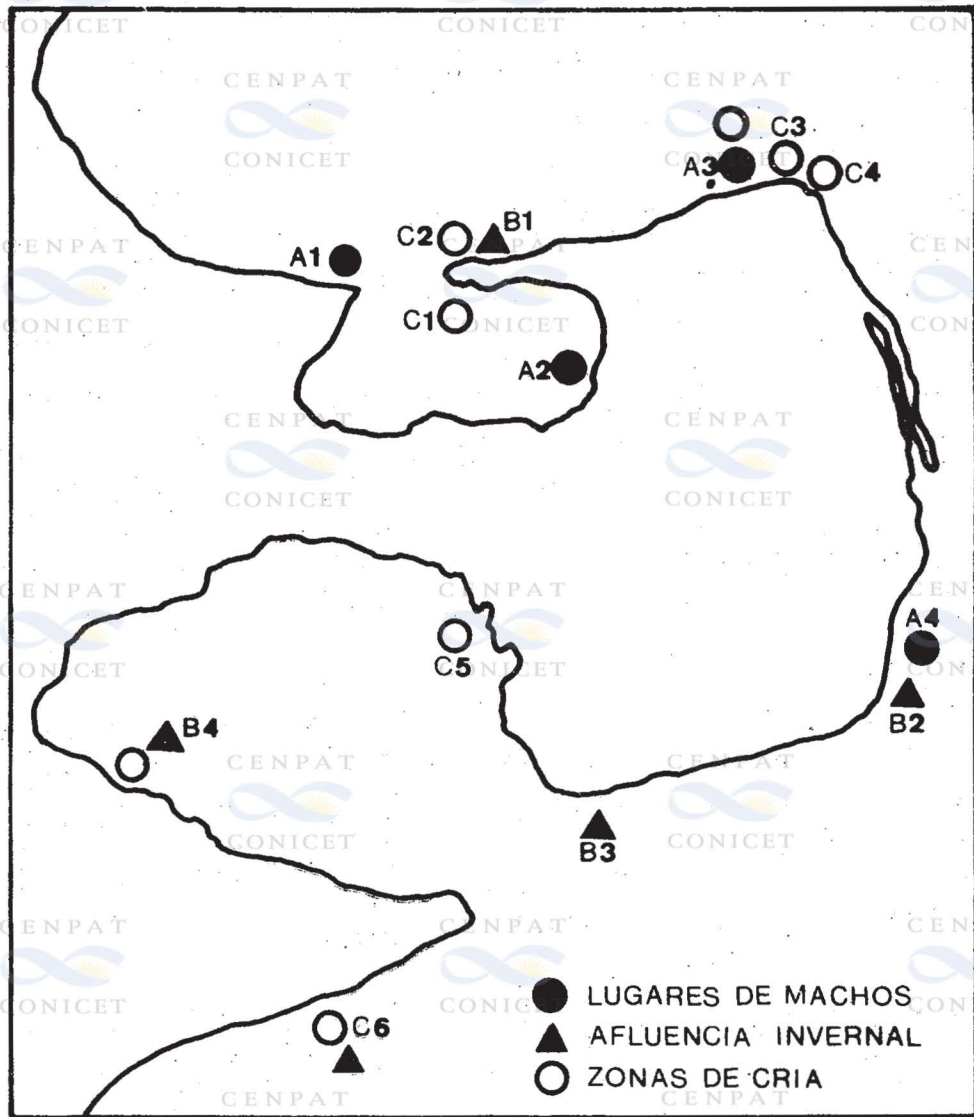 C3
A3
C4
C2
B1
A1
C1
A2
A4
C5
B2
B4
B3
C6
LUGARES DE MACHOS
AFLUENCIA INVERNAL
ZONAS DE CRIA
CENPAT
CONICET